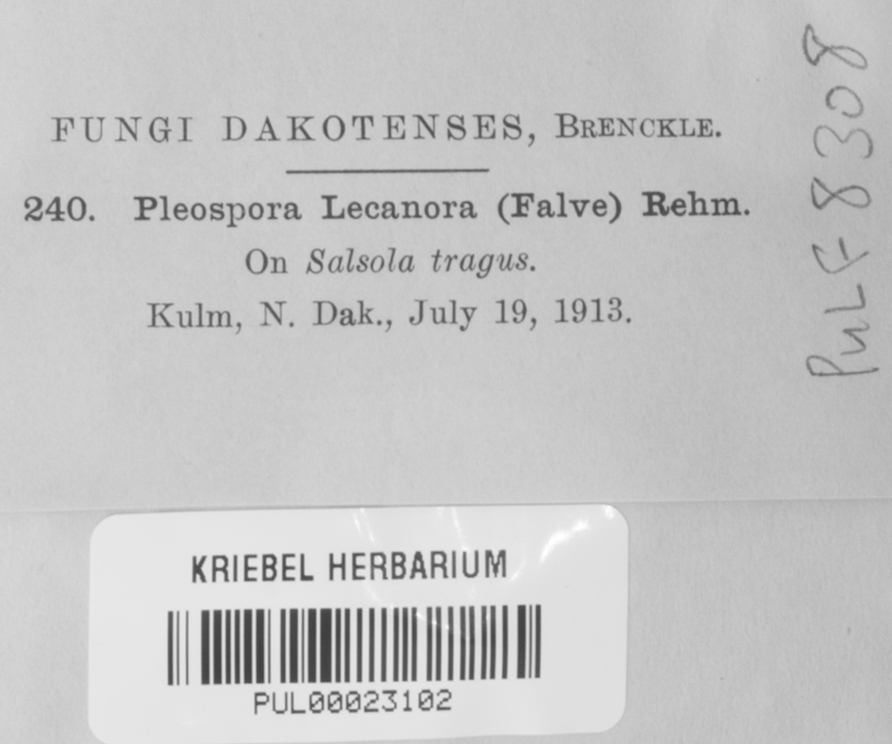 FUNGI DAKOTENSES, BRENCKLE.
240. Pleospora Lecanora (Falve) Rehm.
On Salsola tragus.
Kulm, N. Dak., July 19, 1913.
PuL F 8308
KRIEBEL HERBARIUM
PUL00023102